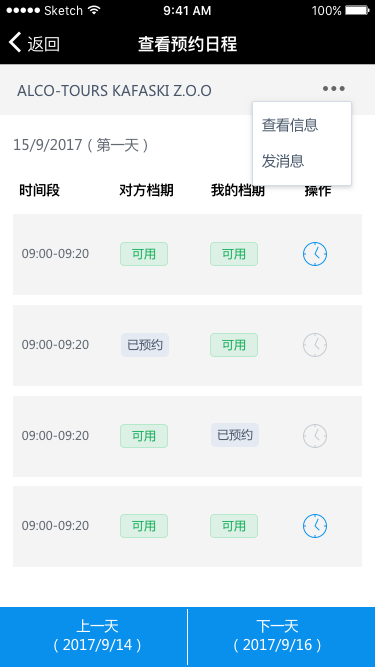 Sketch 9:41 AM 100%
返回 查看预约日程
ALCO-TOURS KAFASKI Z.O.O
查看信息
发消息
15/9/2017 ( 第一天 )
时间段 对方档期 我的档期 操作
09:00-09:20 可用 可用
09:00-09:20 已预约 可用
09:00-09:20 可用 已预约
09:00-09:20 可用 可用
上一天 下一天
( 2017/9/14 ) ( 2017/9/16 )